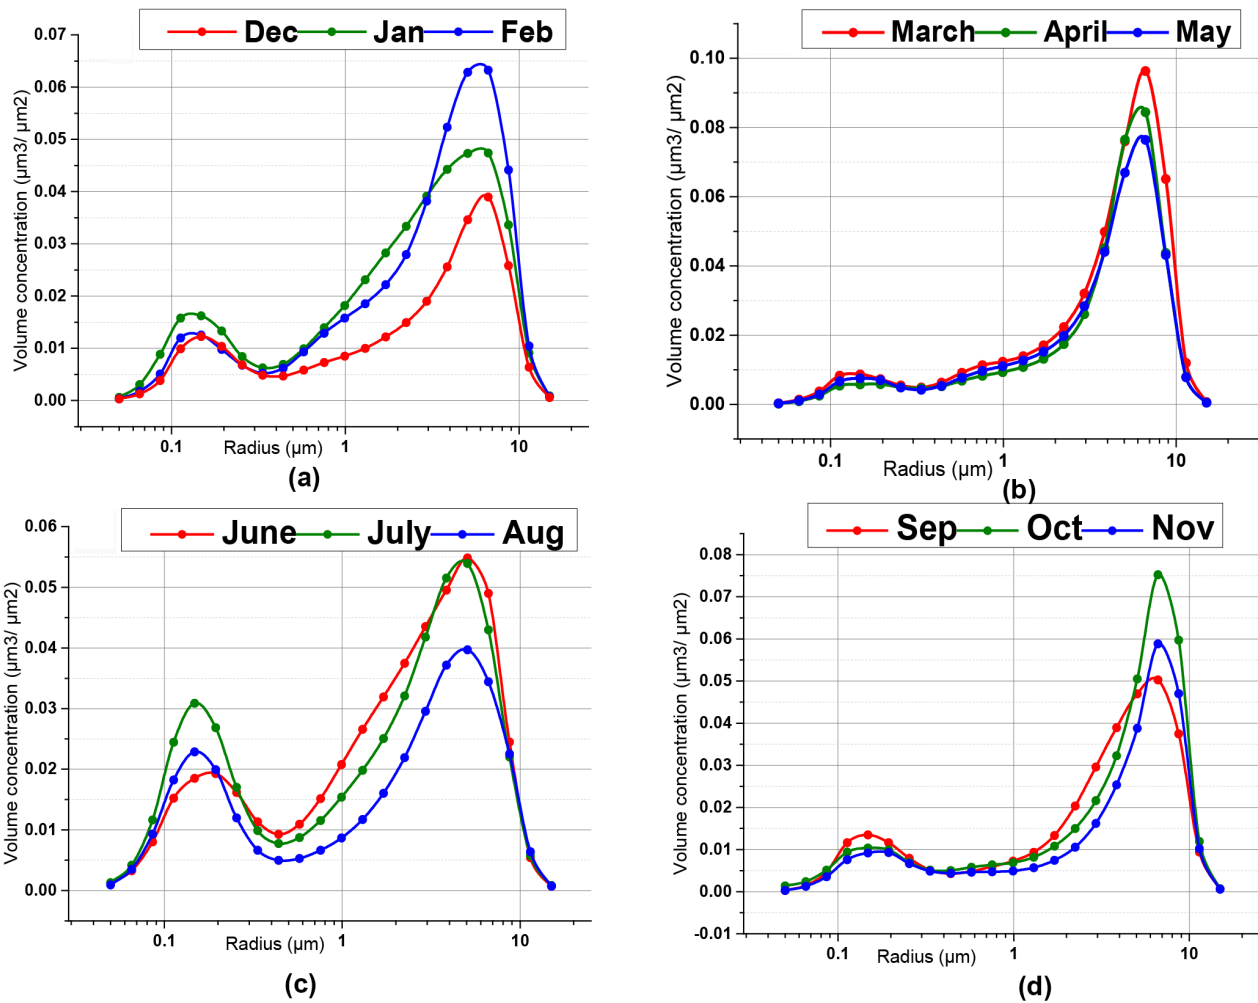 Dec Jan Feb
0.07
0.06
0.05
0.04
0.03
0.02
0.01
0.00
Volume concentration (µm3/ µm2)
0.1 1 10
Radius (µm)
(a)
March April May
0.10
0.08
0.06
0.04
0.02
0.00
Volume concentration (µm3/ µm2)
0.1 1 10
Radius (µm)
(b)
June July Aug
0.06
0.05
0.04
0.03
0.02
0.01
0.00
Volume concentration (µm3/ µm2)
0.1 1 10
Radius (µm)
(c)
Sep Oct Nov
0.08
0.07
0.06
0.05
0.04
0.03
0.02
0.01
0.00
-0.01
Volume concentration (µm3/ µm2)
0.1 1 10
Radius (µm)
(d)